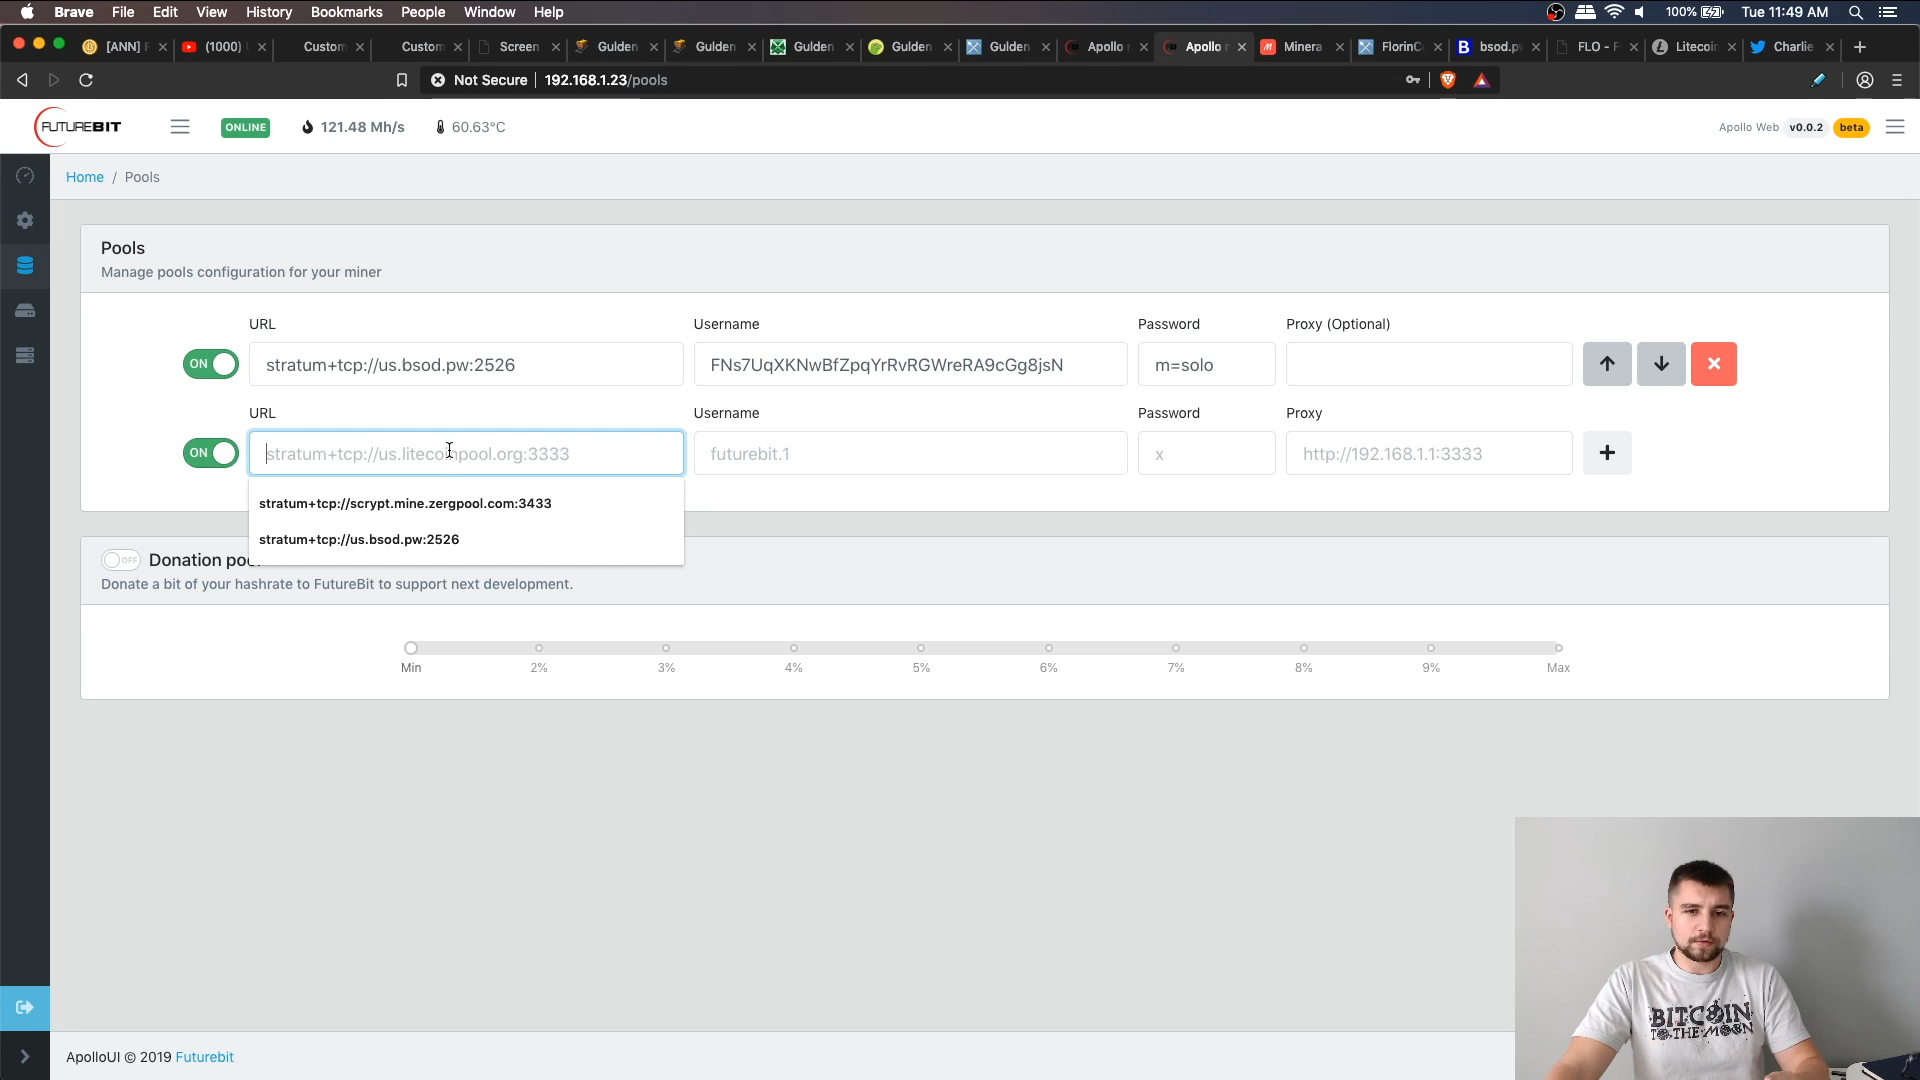 Brave File Edit View History Bookmarks People Window Help 100% Tue 11:49 AM
[ANN] F (1000) Custom Custom Screen Gulden Gulden Gulden Gulden Gulden Apollo Apollo Minera FlorinC bsod.p FLO - F Litecoin Charlie
Not Secure 192.168.1.23/pools
FUTUREBIT ONLINE 121.48 Mh/s 60.63°C Apollo Web v0.0.2 beta
Home / Pools
Pools
Manage pools configuration for your miner
URL Username Password Proxy (Optional)
ON stratum+tcp://us.bsod.pw:2526 FNs7UqXKNwBfZpqYrRvRGWreRA9cGg8jsN m=solo
URL Username Password Proxy
ON stratum+tcp://us.litecoinpool.org:3333 futurebit.1 x http://192.168.1.1:3333
stratum+tcp://scrypt.mine.zergpool.com:3433
stratum+tcp://us.bsod.pw:2526
OFF Donation poo
Donate a bit of your hashrate to FutureBit to support next development.
Min 2% 3% 4% 5% 6% 7% 8% 9% Max
BITCOIN
TO THE MOON
ApolloUI © 2019 Futurebit